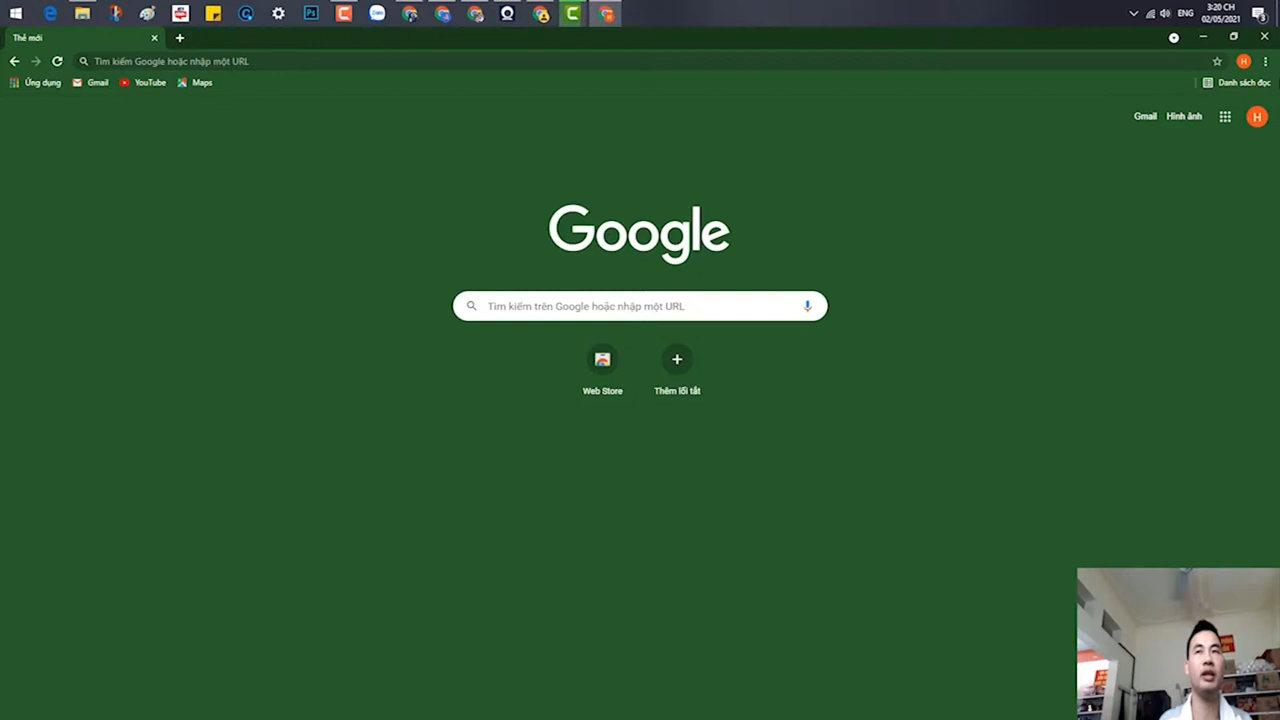 ENG
3:20 CH
02/05/2021
Thẻ mới
Tìm kiếm Google hoặc nhập một URL
Ứng dụng
Gmail
YouTube
Maps
Danh sách đọc
Gmail
Hình ảnh
H
Google
Tìm kiếm trên Google hoặc nhập một URL
Web Store
Thêm lối tắt